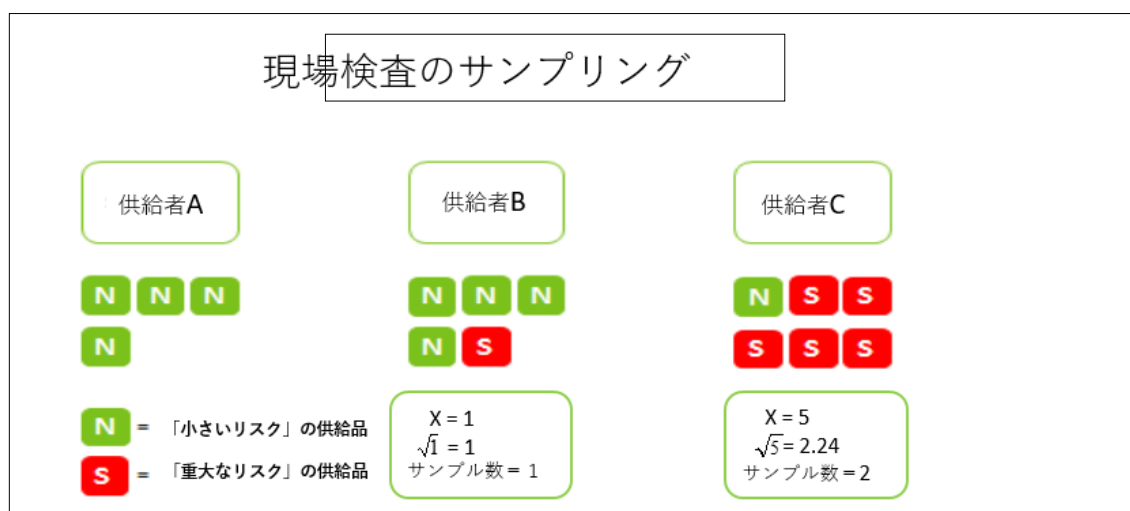 現場検査のサンプリング
供給者A
供給者B
供給者C
N N N
N
N N N
N S
N S S
S S S
N = 「小さいリスク」の供給品
S = 「重大なリスク」の供給品
X = 1
√1 = 1
サンプル数 = 1
X = 5
√5 = 2.24
サンプル数 = 2